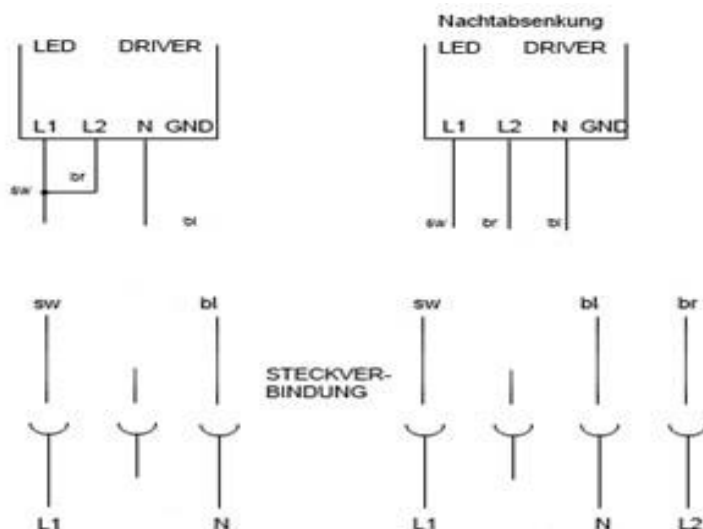 Nachtabsenkung
LED DRIVER
L1 L2 N GND
sw br bl
LED DRIVER
L1 L2 N GND
sw br bl
sw bl
STECKVER-
BINDUNG
L1 N
sw bl br
L1 N L2